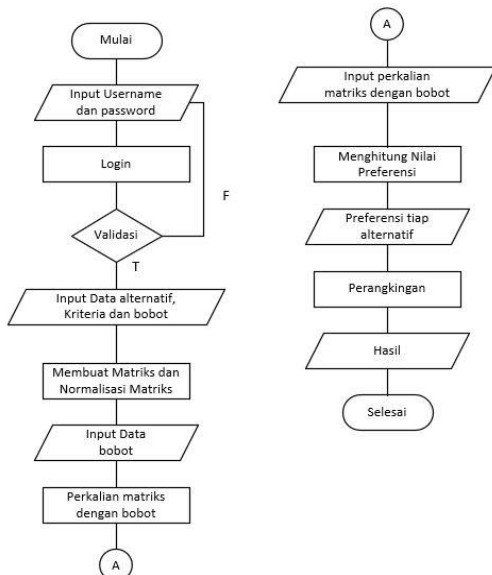 Mulai
Input Username
dan password
Login
F
Validasi
T
Input Data alternatif,
Kriteria dan bobot
Membuat Matriks dan
Normalisasi Matriks
Input Data
bobot
Perkalian matriks
dengan bobot
A
A
Input perkalian
matriks dengan bobot
Menghitung Nilai
Preferensi
Preferensi tiap
alternatif
Perangkingan
Hasil
Selesai